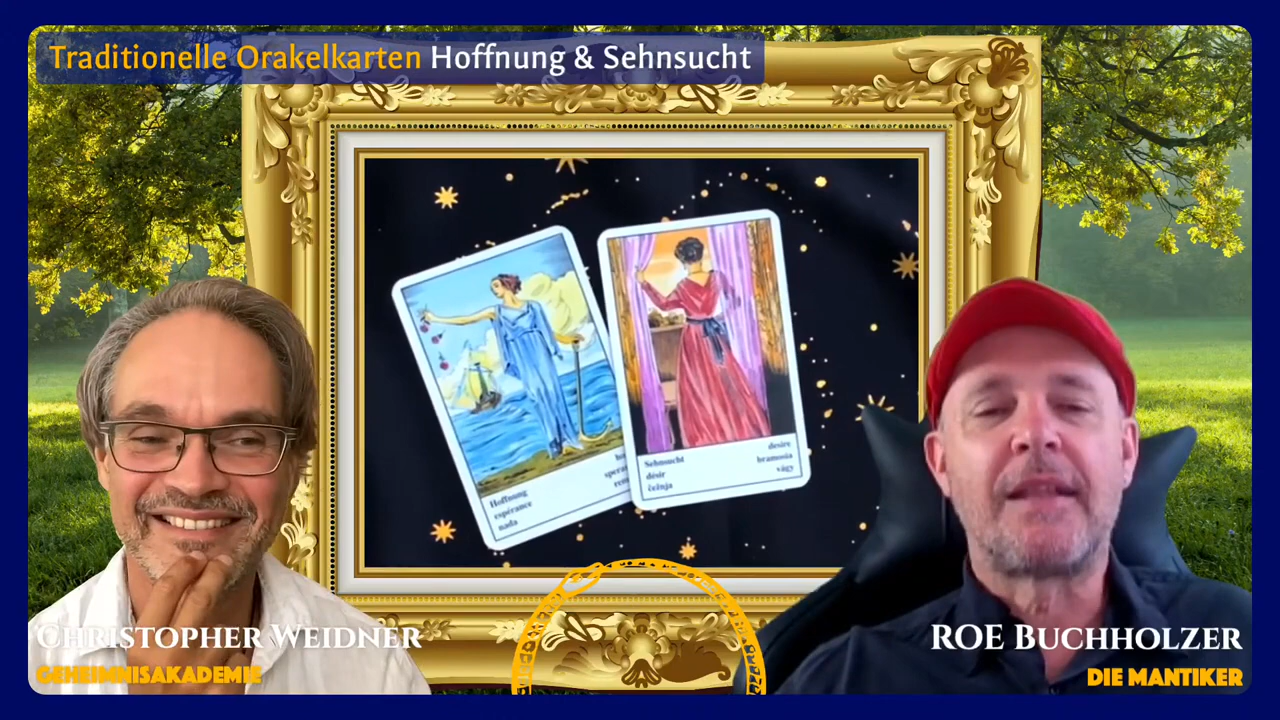 Traditionelle Orakelkarten Hoffnung & Sehnsucht
Hoffnung
espérance
nada
Sehnsucht
désir
čežnja
desire
bramosia
vágy
CHRISTOPHER WEIDNER
GEHEIMNISAKADEMIE
ROE BUCHHOLZER
DIE MANTIKER